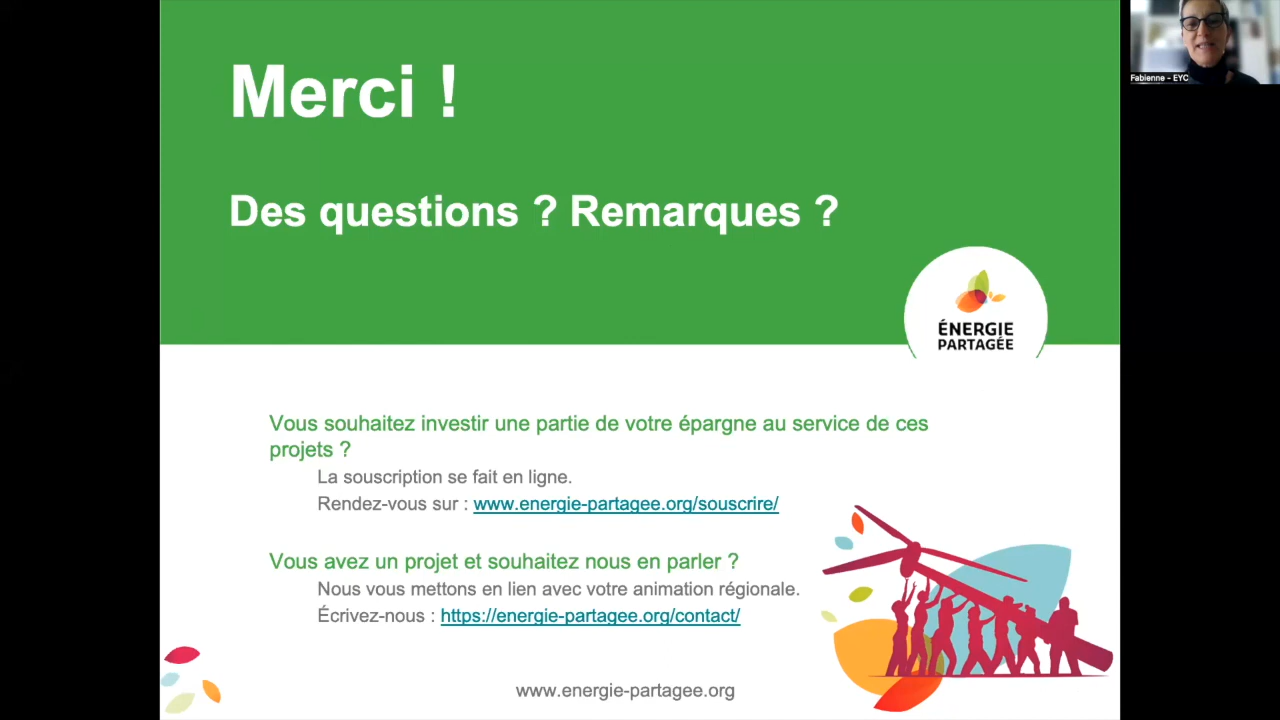 Merci !
Des questions ? Remarques ?
Fabienne - EYC
ÉNERGIE
PARTAGÉE
Vous souhaitez investir une partie de votre épargne au service de ces
projets ?
La souscription se fait en ligne.
Rendez-vous sur : www.energie-partagee.org/souscrire/
Vous avez un projet et souhaitez nous en parler ?
Nous vous mettons en lien avec votre animation régionale.
Écrivez-nous : https://energie-partagee.org/contact/
www.energie-partagee.org